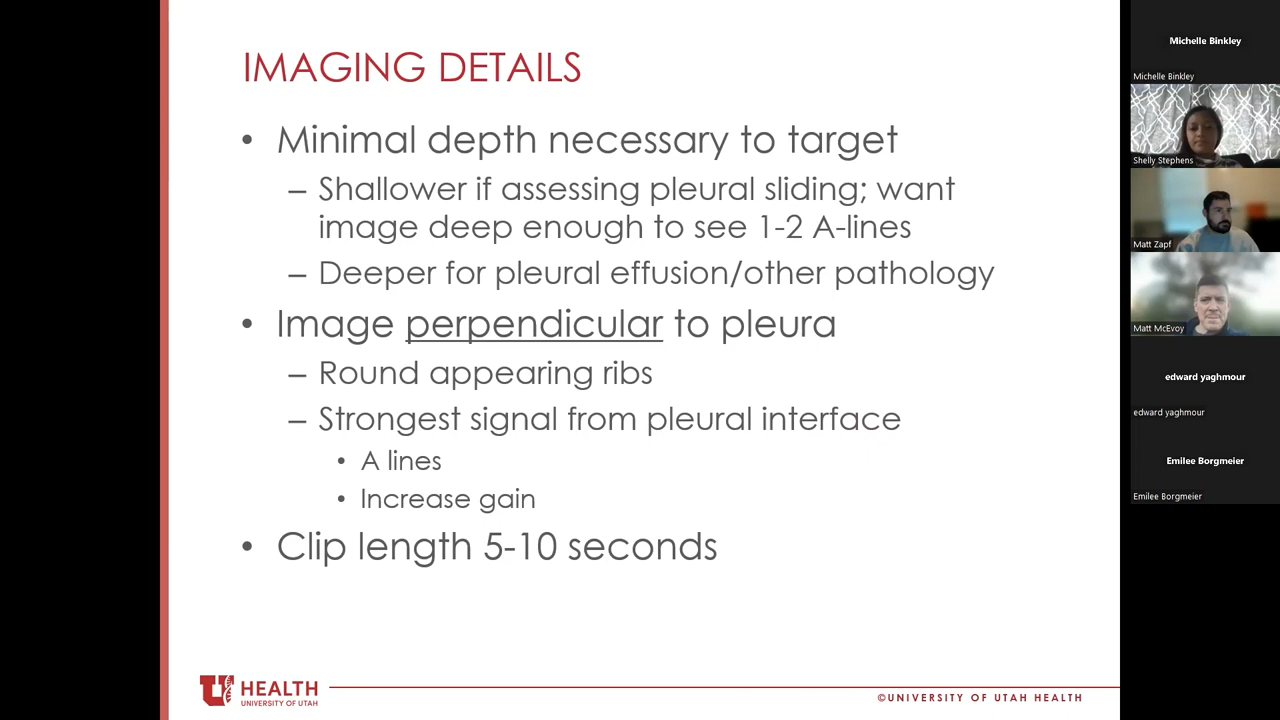 IMAGING DETAILS
• Minimal depth necessary to target
– Shallower if assessing pleural sliding; want
image deep enough to see 1-2 A-lines
– Deeper for pleural effusion/other pathology
• Image perpendicular to pleura
– Round appearing ribs
– Strongest signal from pleural interface
• A lines
• Increase gain
• Clip length 5-10 seconds
U HEALTH
UNIVERSITY OF UTAH
©UNIVERSITY OF UTAH HEALTH
Michelle Binkley
Michelle Binkley
Shelly Stephens
Matt Zapf
Matt McEvoy
edward yaghmour
edward yaghmour
Emilee Borgmeier
Emilee Borgmeier